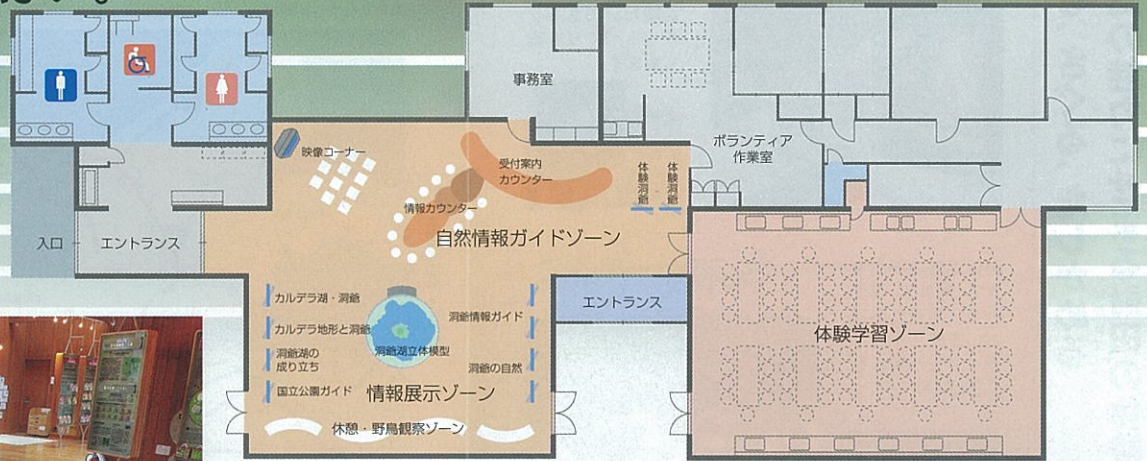 事務室
ボランティア
作業室
映像コーナー
受付案内
カウンター
体験洞爺
体験洞爺
情報カウンター
自然情報ガイドゾーン
入口
エントランス
エントランス
カルデラ湖・洞爺
カルデラ地形と洞爺
洞爺湖の
成り立ち
国立公園ガイド
洞爺湖立体模型
洞爺情報ガイド
洞爺の自然
情報展示ゾーン
休憩・野鳥観察ゾーン
体験学習ゾーン